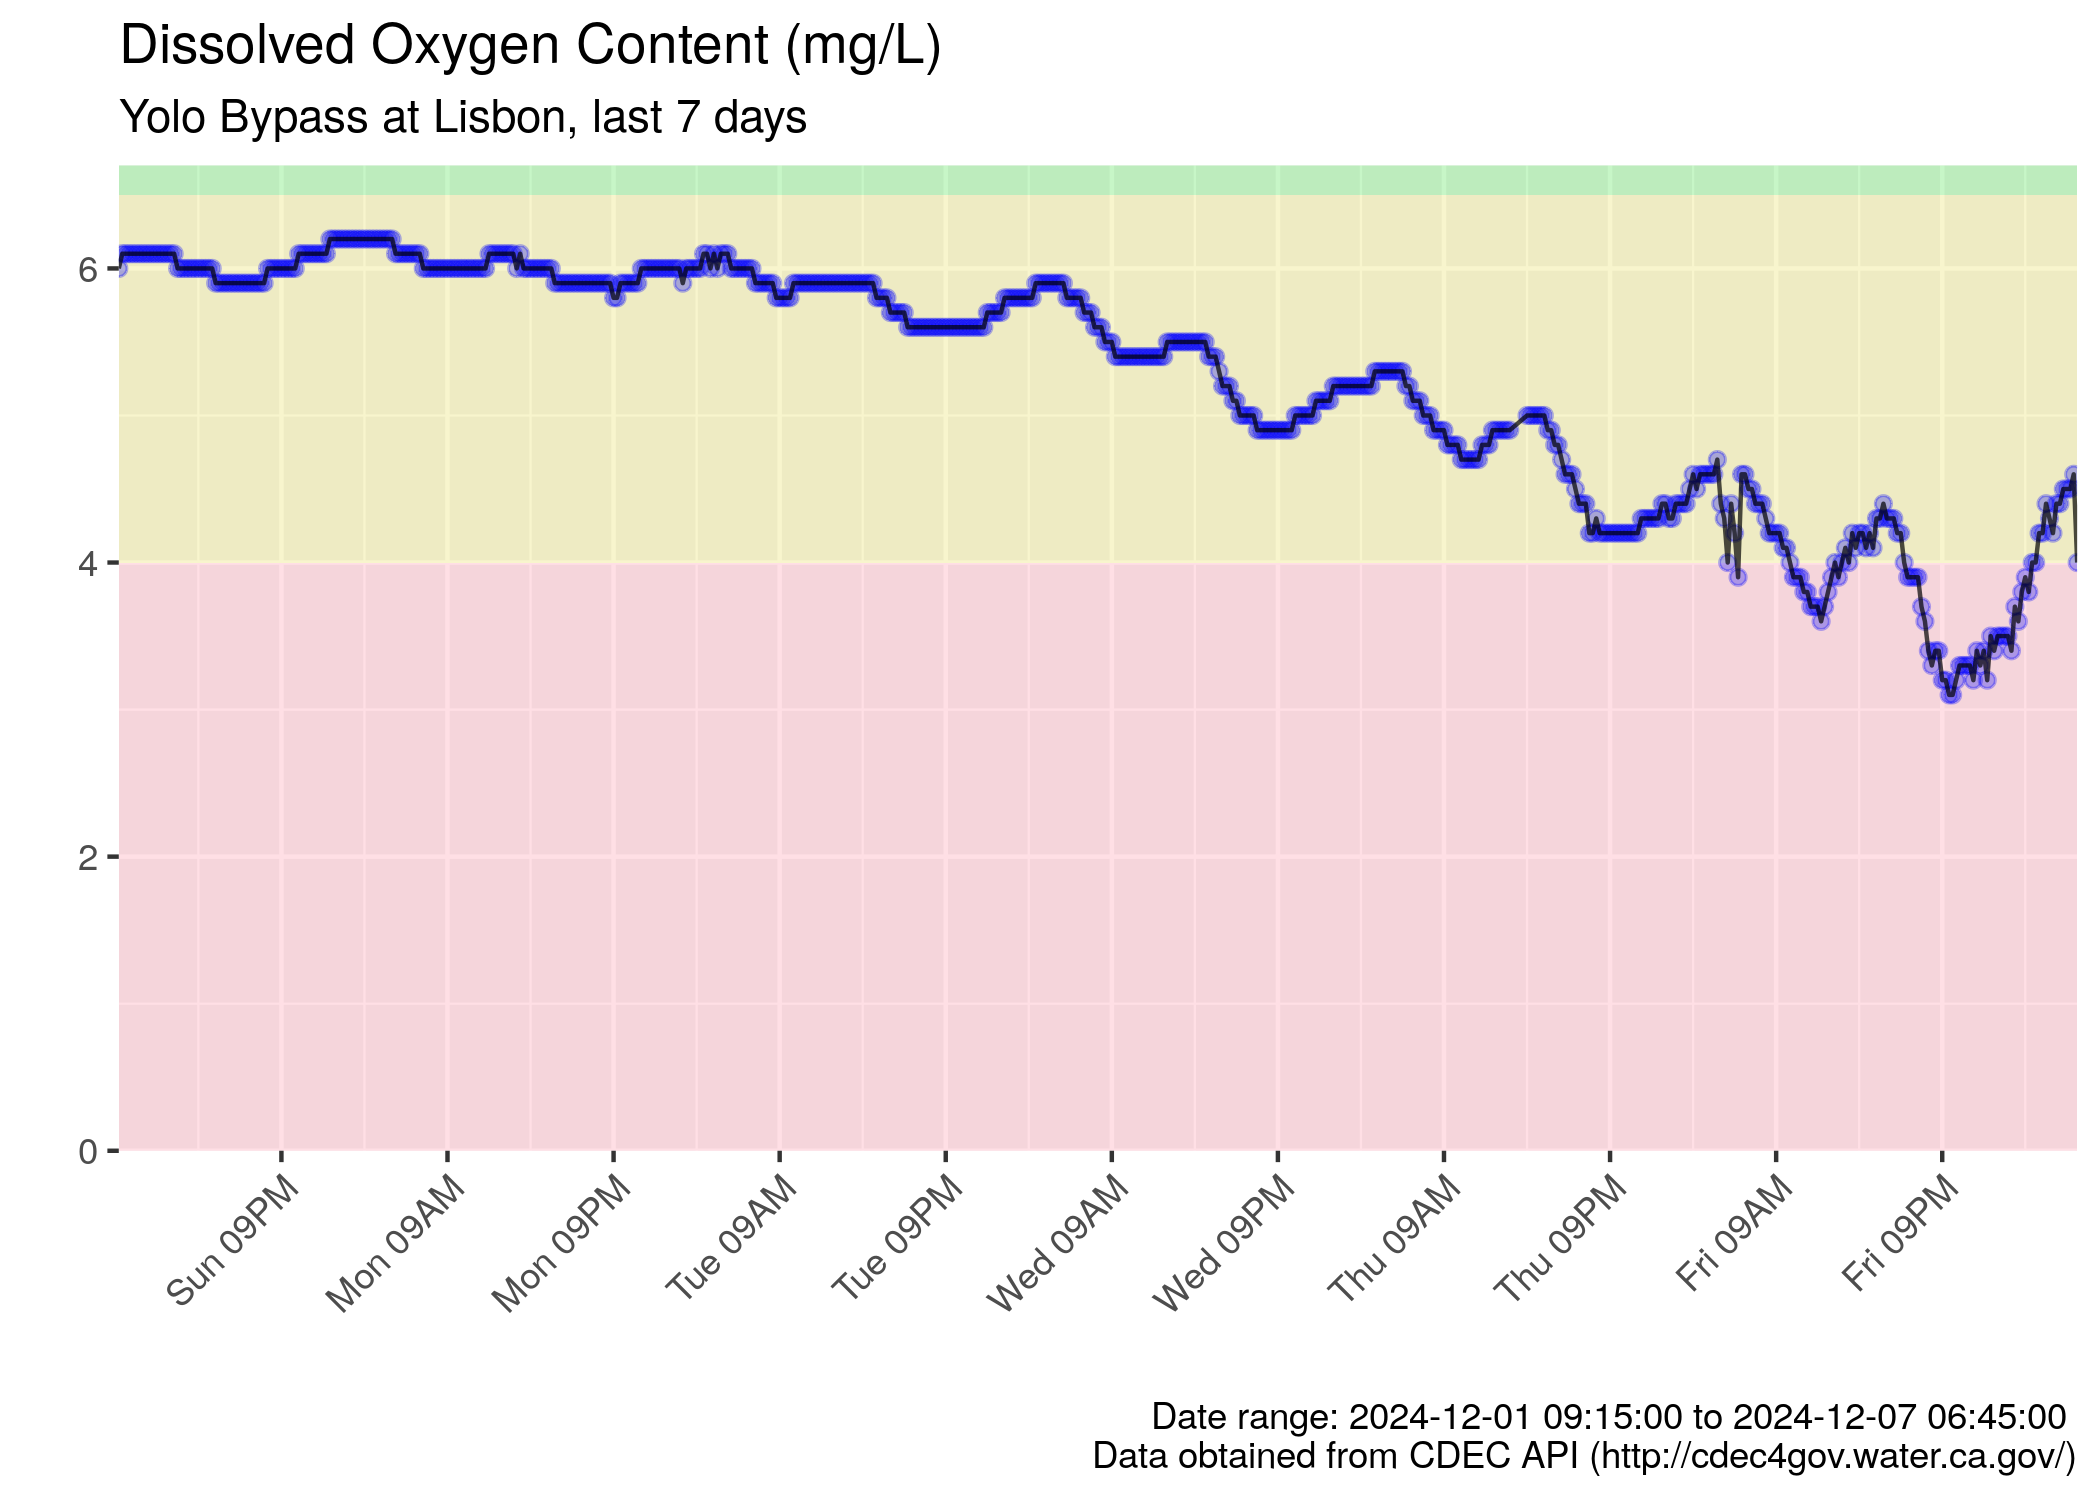 Dissolved Oxygen Content (mg/L)
Yolo Bypass at Lisbon, last 7 days
6
4
2
0
Sun 09PM
Mon 09AM
Mon 09PM
Tue 09AM
Tue 09PM
Wed 09AM
Wed 09PM
Thu 09AM
Thu 09PM
Fri 09AM
Fri 09PM
Date range: 2024-12-01 09:15:00 to 2024-12-07 06:45:00
Data obtained from CDEC API (http://cdec4gov.water.ca.gov/)